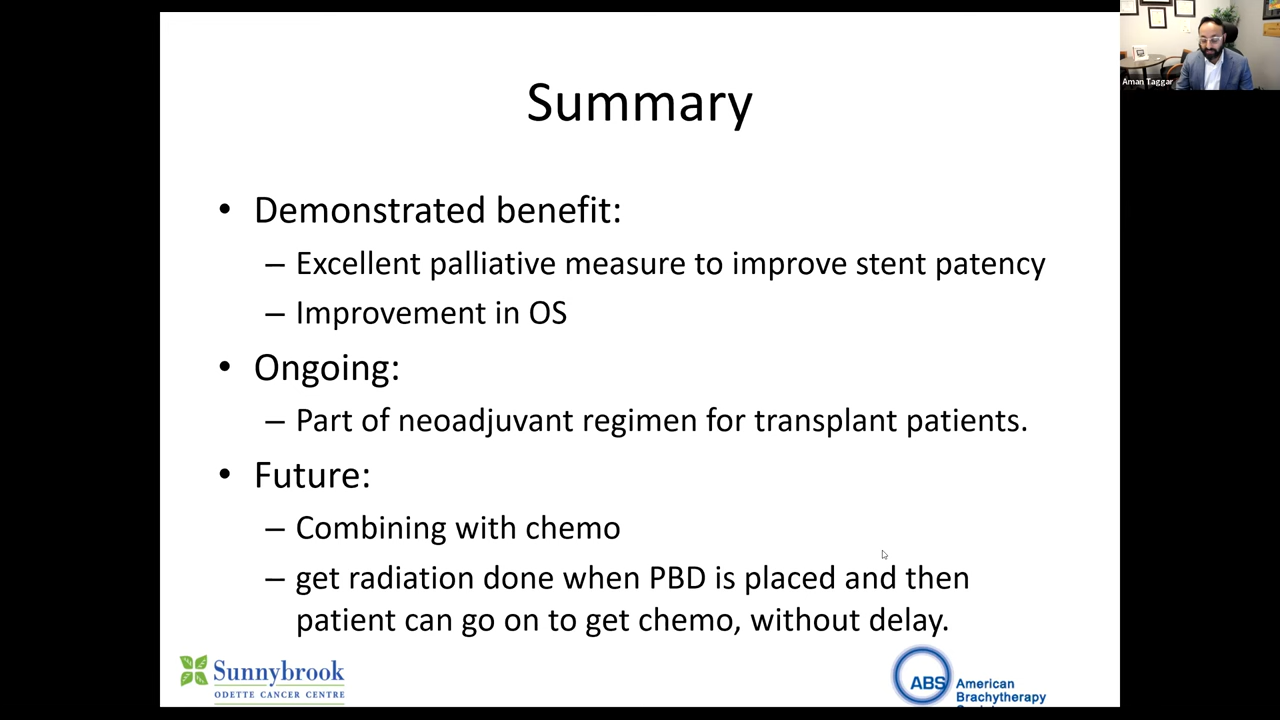 Summary
• Demonstrated benefit:
– Excellent palliative measure to improve stent patency
– Improvement in OS
• Ongoing:
– Part of neoadjuvant regimen for transplant patients.
• Future:
– Combining with chemo
– get radiation done when PBD is placed and then
patient can go on to get chemo, without delay.
Sunnybrook
ODETTE CANCER CENTRE
ABS
American
Brachytherapy
Aman Taggar